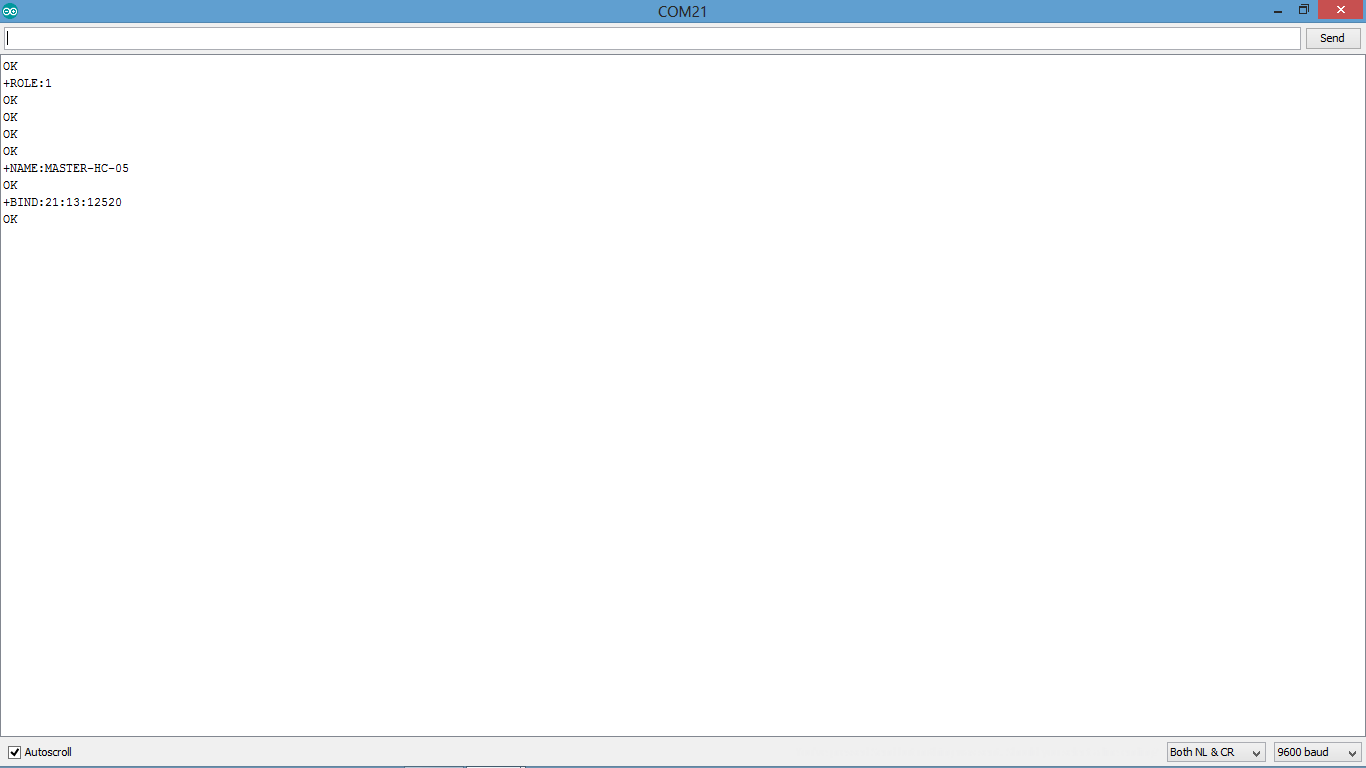 COM21
Send
OK
+ROLE:1
OK
OK
OK
OK
+NAME:MASTER-HC-05
OK
+BIND:21:13:12520
OK
Autoscroll
Both NL & CR
9600 baud